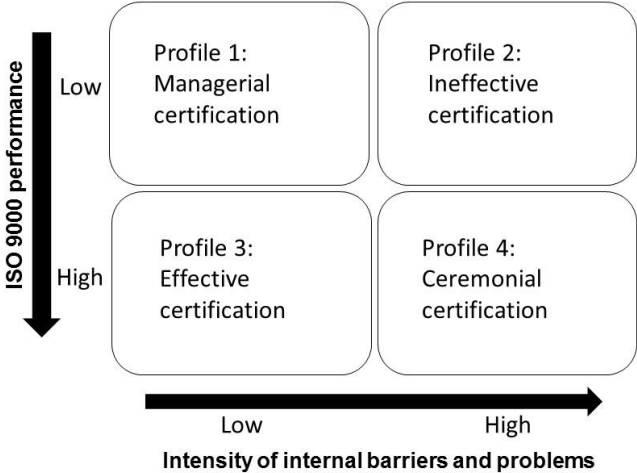 Profile 1:
Managerial
certification
Profile 2:
Ineffective
certification
Low
ISO 9000 performance
Profile 3:
Effective
certification
Profile 4:
Ceremonial
certification
High
Low
High
Intensity of internal barriers and problems